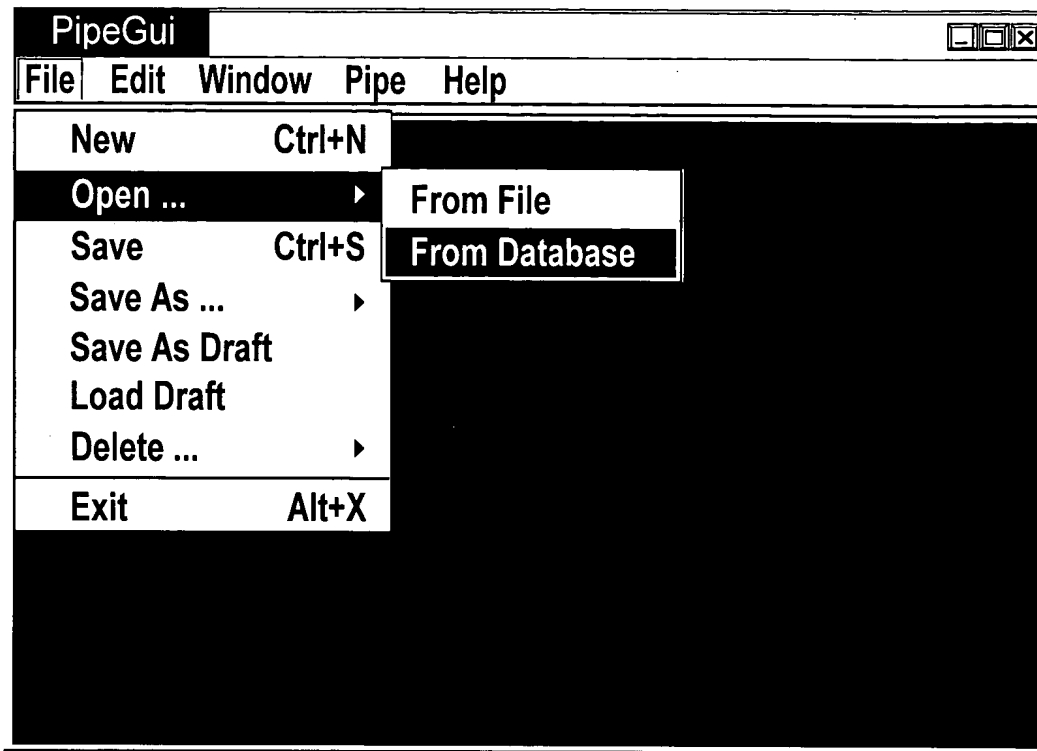 PipeGui
File Edit Window Pipe Help
New Ctrl+N
Open ...
From File
Save Ctrl+S
From Database
Save As ...
Save As Draft
Load Draft
Delete ...
Exit Alt+X